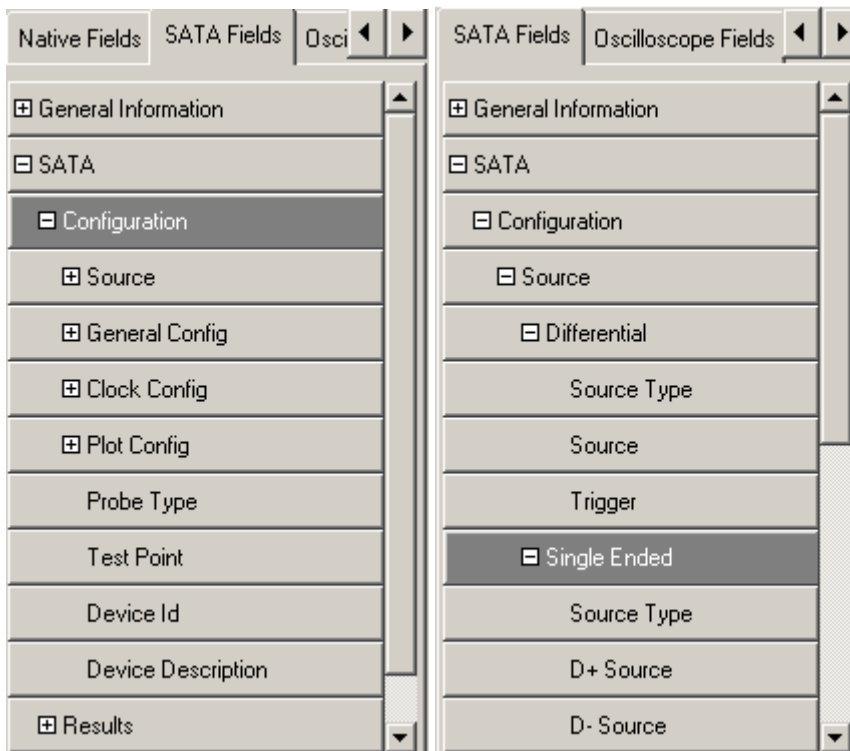 Native Fields SATA Fields Osci
General Information
SATA
Configuration
Source
General Config
Clock Config
Plot Config
Probe Type
Test Point
Device Id
Device Description
Results
SATA Fields Oscilloscope Fields
General Information
SATA
Configuration
Source
Differential
Source Type
Source
Trigger
Single Ended
Source Type
D+ Source
D- Source